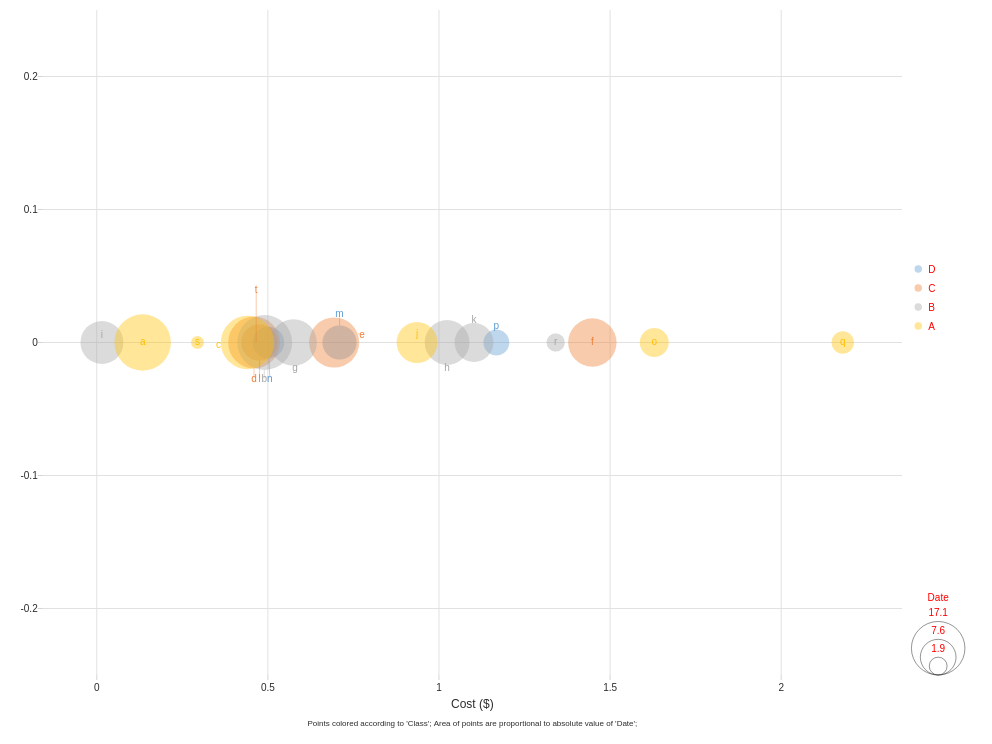 0.2
0.1
0
-0.1
-0.2
t
m
p
k
i
a
s
c
e
j
r
f
o
q
g
h
d
l
b
n
0
0.5
1
1.5
2
Cost ($)
D
C
B
A
Date
17.1
7.6
1.9
Points colored according to 'Class'; Area of points are proportional to absolute value of 'Date';